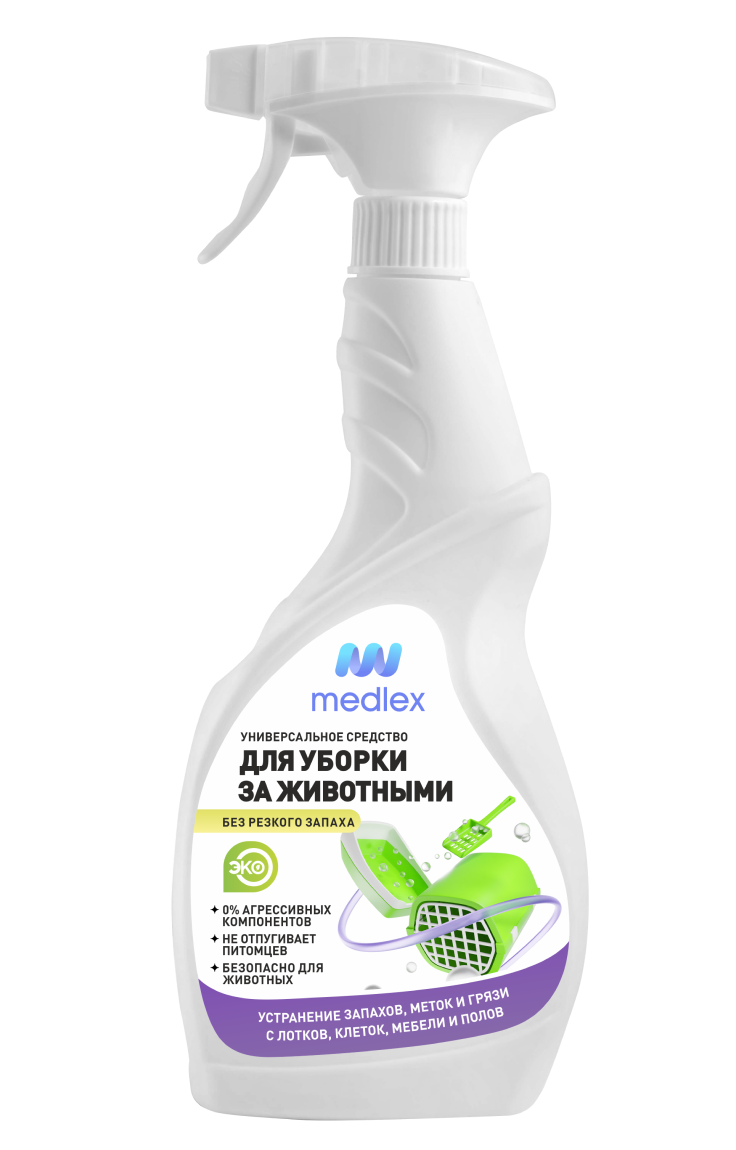 medlex
УНИВЕРСАЛЬНОЕ СРЕДСТВО
ДЛЯ УБОРКИ
ЗА ЖИВОТНЫМИ
БЕЗ РЕЗКОГО ЗАПАХА
ЭКО
0% АГРЕССИВНЫХ
КОМПОНЕНТОВ
НЕ ОТПУГИВАЕТ
ПИТОМЦЕВ
БЕЗОПАСНО ДЛЯ
ЖИВОТНЫХ
УСТРАНЕНИЕ ЗАПАХОВ, МЕТОК И ГРЯЗИ
С ЛОТКОВ, КЛЕТОК, МЕБЕЛИ И ПОЛОВ